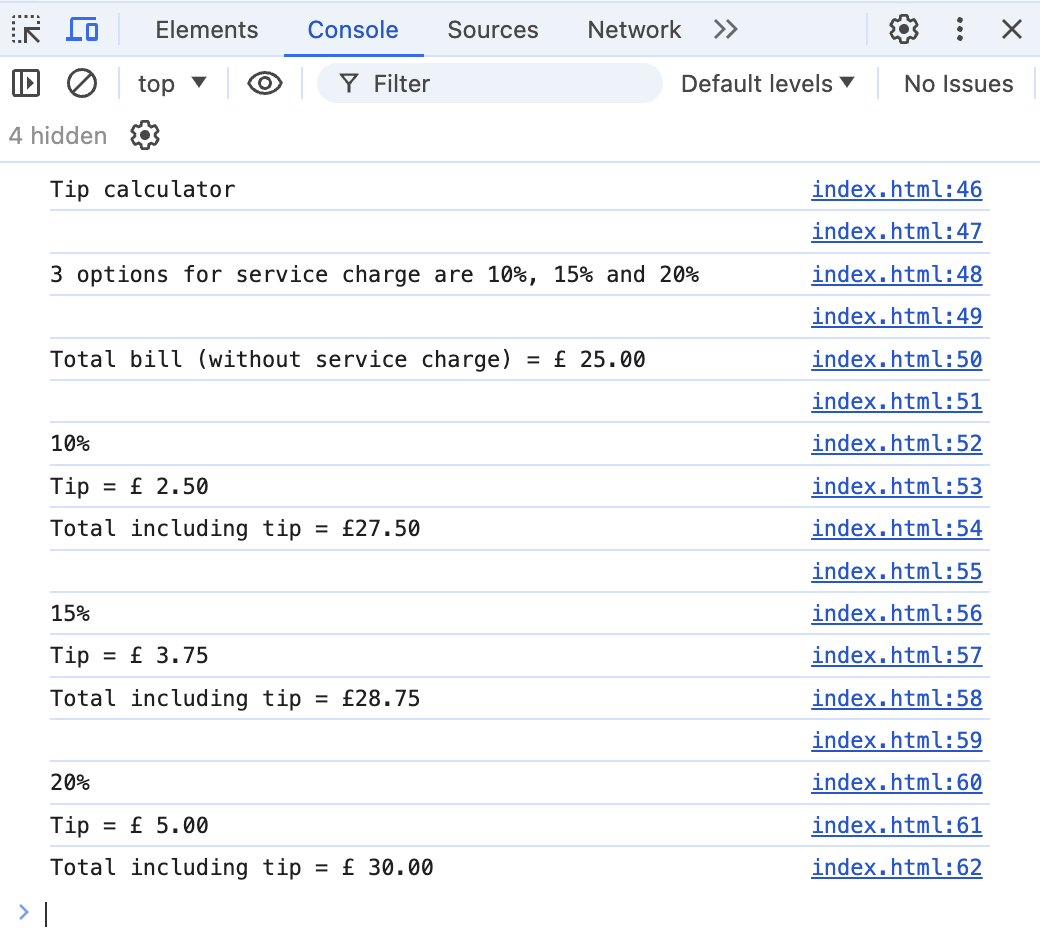 Elements Console Sources Network
top Filter Default levels No Issues
4 hidden
Tip calculator index.html:46
index.html:47
3 options for service charge are 10%, 15% and 20% index.html:48
index.html:49
Total bill (without service charge) = £ 25.00 index.html:50
index.html:51
10% index.html:52
Tip = £ 2.50 index.html:53
Total including tip = £27.50 index.html:54
index.html:55
15% index.html:56
Tip = £ 3.75 index.html:57
Total including tip = £28.75 index.html:58
index.html:59
20% index.html:60
Tip = £ 5.00 index.html:61
Total including tip = £ 30.00 index.html:62